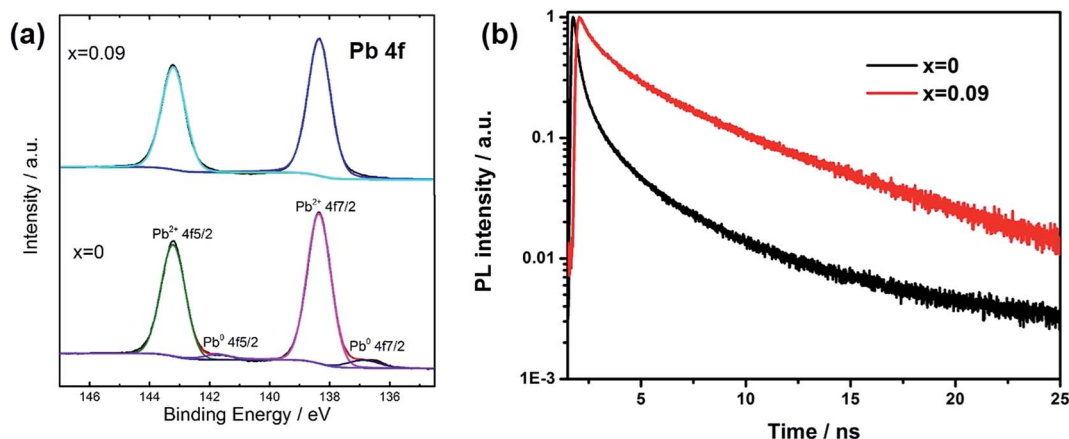 (a)
x=0.09
Pb 4f
Pb²⁺ 4f7/2
Pb²⁺ 4f5/2
x=0
Pb⁰ 4f5/2
Pb⁰ 4f7/2
Intensity / a.u.
146 144 142 140 138 136
Binding Energy / eV
(b)
1
0.1
0.01
1E-3
x=0
x=0.09
PL intensity / a.u.
5 10 15 20 25
Time / ns